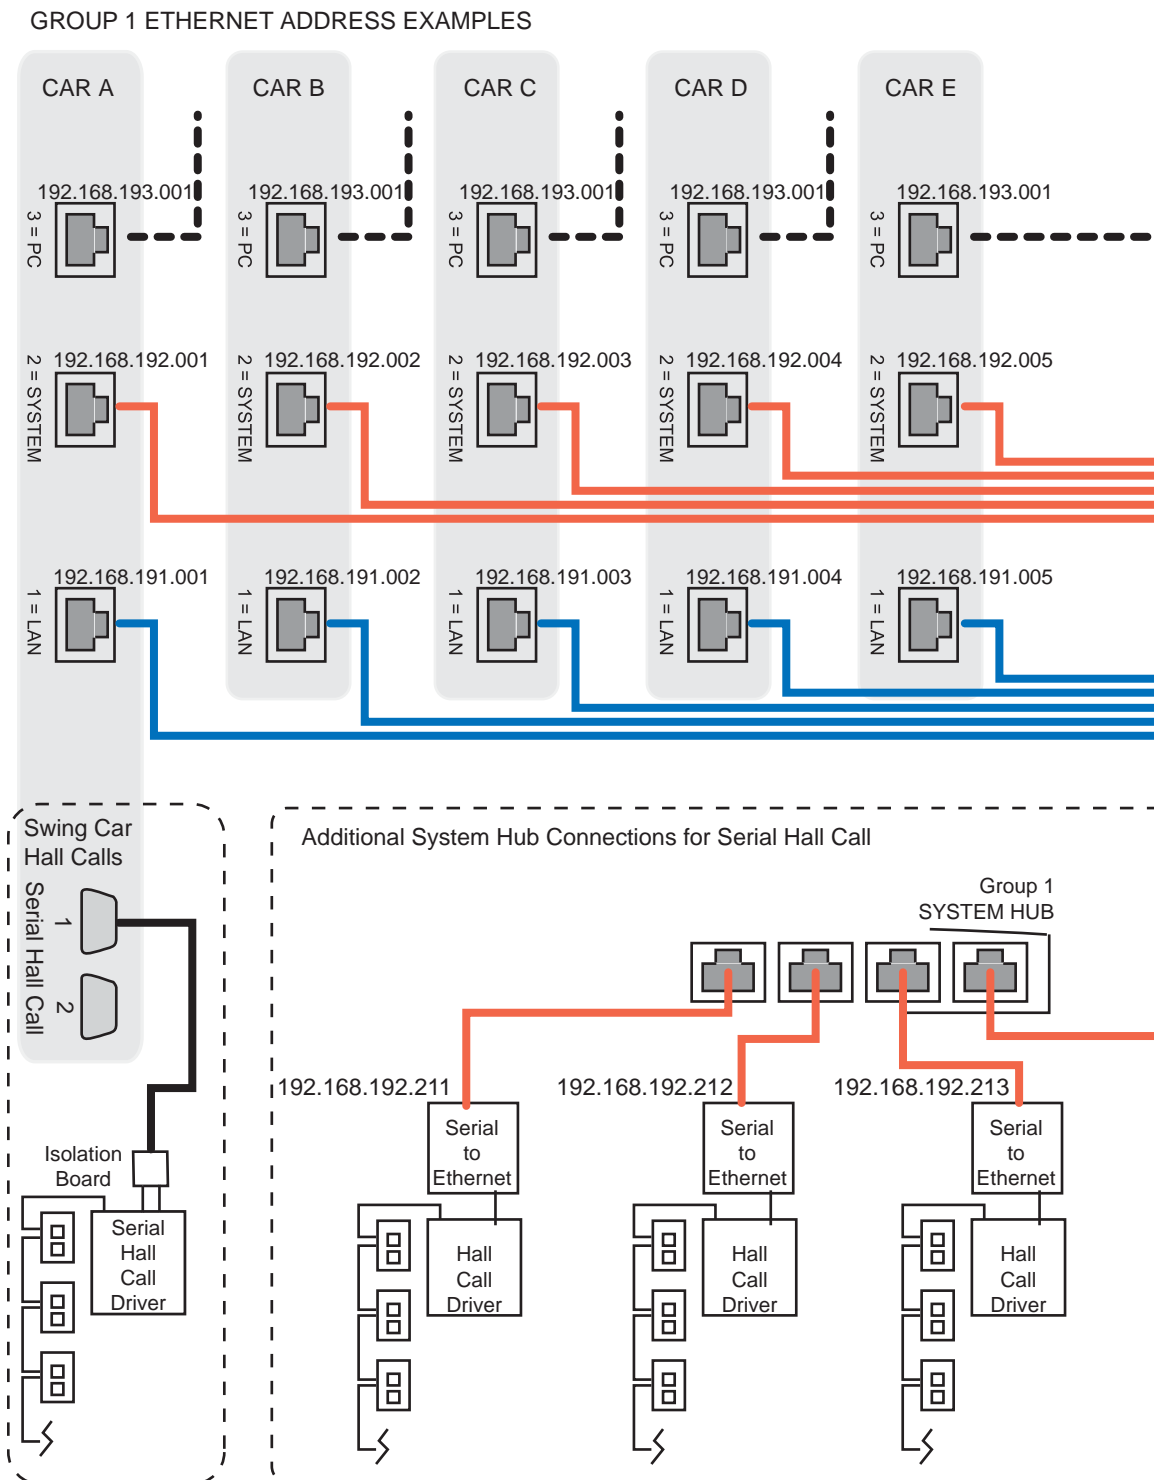 GROUP 1 ETHERNET ADDRESS EXAMPLES
CAR A
CAR B
CAR C
CAR D
CAR E
192.168.193.001
192.168.193.001
192.168.193.001
192.168.193.001
192.168.193.001
3 = PC
3 = PC
3 = PC
3 = PC
3 = PC
192.168.192.001
192.168.192.002
192.168.192.003
192.168.192.004
192.168.192.005
2 = SYSTEM
2 = SYSTEM
2 = SYSTEM
2 = SYSTEM
2 = SYSTEM
192.168.191.001
192.168.191.002
192.168.191.003
192.168.191.004
192.168.191.005
1 = LAN
1 = LAN
1 = LAN
1 = LAN
1 = LAN
Swing Car
Hall Calls
Serial Hall Call
1
2
Isolation
Board
Serial
Hall
Call
Driver
Additional System Hub Connections for Serial Hall Call
Group 1
SYSTEM HUB
192.168.192.211
192.168.192.212
192.168.192.213
Serial
to
Ethernet
Serial
to
Ethernet
Serial
to
Ethernet
Hall
Call
Driver
Hall
Call
Driver
Hall
Call
Driver